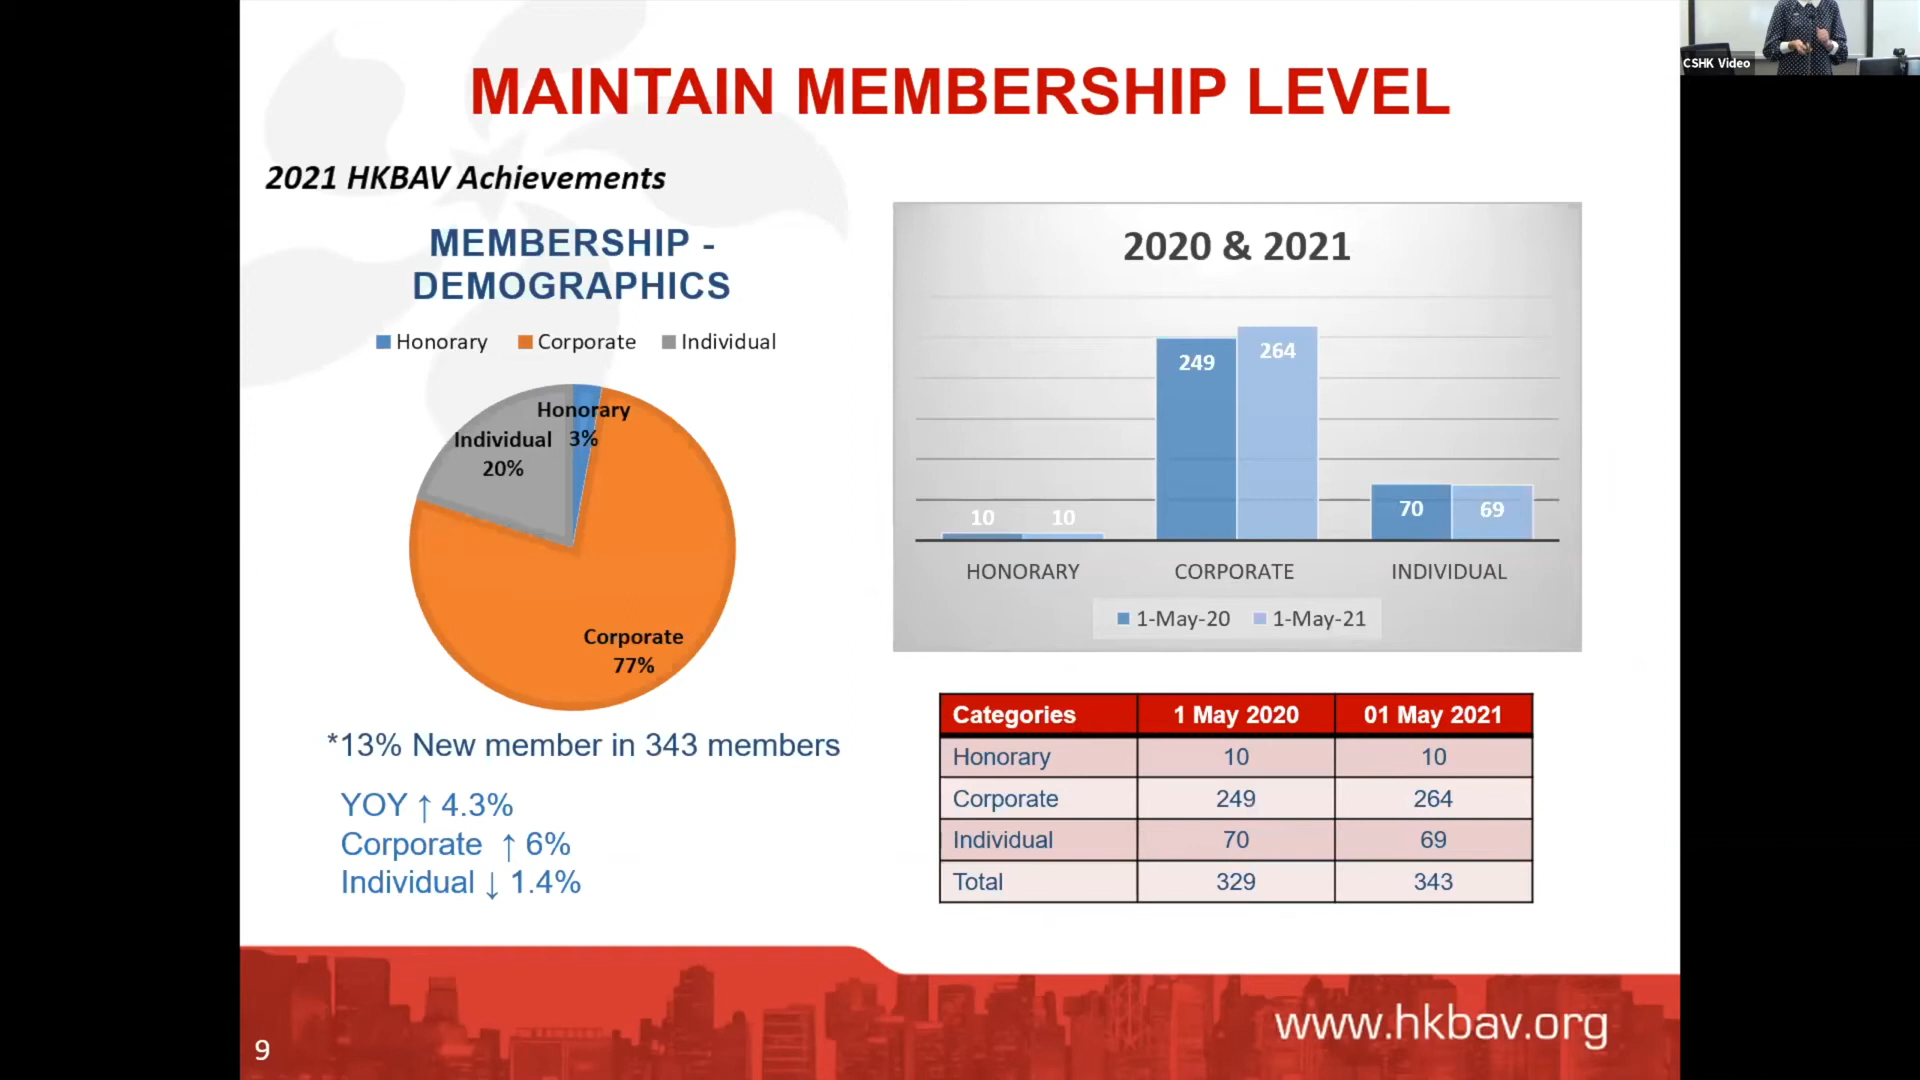 CSHK Video
MAINTAIN MEMBERSHIP LEVEL
2021 HKBAV Achievements
MEMBERSHIP -
DEMOGRAPHICS
Honorary Corporate Individual
Honorary
3%
Individual
20%
Corporate
77%
*13% New member in 343 members
YOY ↑ 4.3%
Corporate ↑ 6%
Individual ↓ 1.4%
2020 & 2021
249 264
70 69
10 10
HONORARY CORPORATE INDIVIDUAL
1-May-20 1-May-21
Categories 1 May 2020 01 May 2021
Honorary 10 10
Corporate 249 264
Individual 70 69
Total 329 343
www.hkbav.org
9